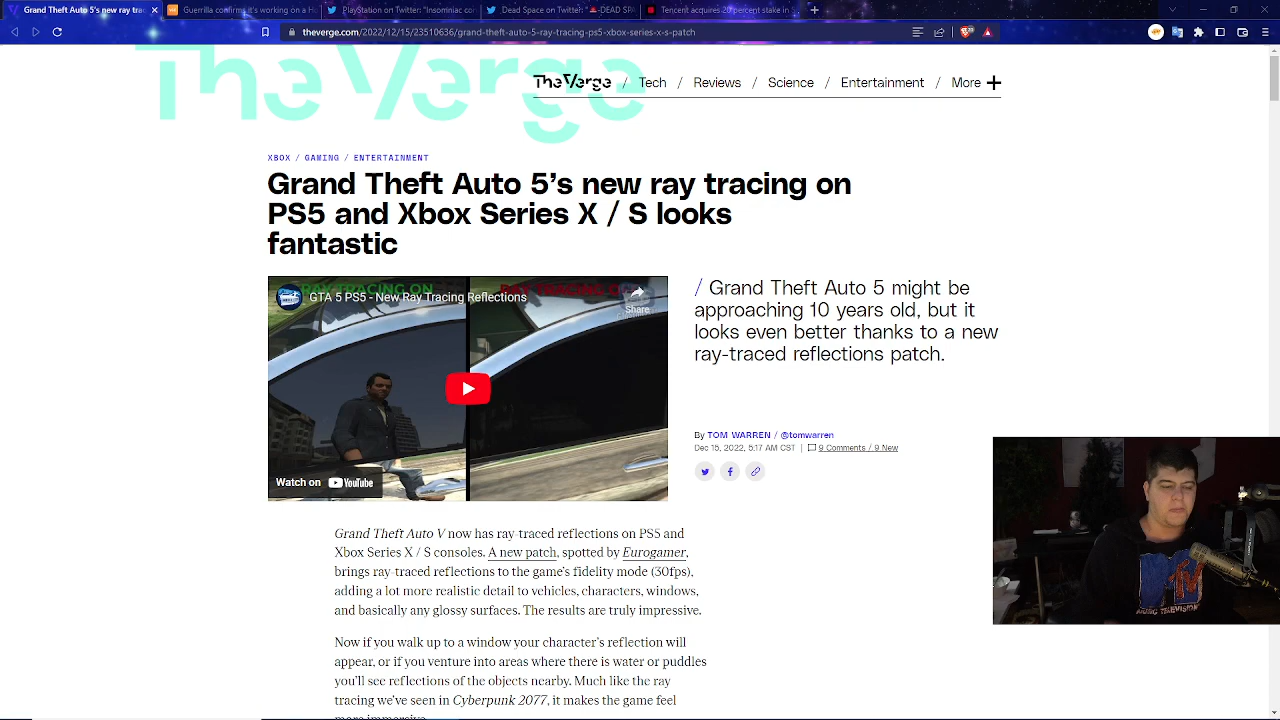 Grand Theft Auto 5's new ray trac
Guerrilla confirms it's working on a H
PlayStation on Twitter: "Insomniac co
Dead Space on Twitter: "
DEAD SP
Tencent acquires 20 percent stake in
theverge.com/2022/12/15/23510636/grand-theft-auto-5-ray-tracing-ps5-xbox-series-x-s-patch
The Verge
TheVerge / Tech / Reviews / Science / Entertainment / More +
XBOX / GAMING / ENTERTAINMENT
Grand Theft Auto 5’s new ray tracing on
PS5 and Xbox Series X / S looks
fantastic
RAY TRACING ON
GTA 5 PS5 - New Ray Tracing Reflections
Share
Watch on YouTube
/ Grand Theft Auto 5 might be
approaching 10 years old, but it
looks even better thanks to a new
ray-traced reflections patch.
By TOM WARREN / @tomwarren
Dec 15, 2022, 5:17 AM CST | 9 Comments / 9 New
Grand Theft Auto V now has ray-traced reflections on PS5 and
Xbox Series X / S consoles. A new patch, spotted by Eurogamer,
brings ray-traced reflections to the game’s fidelity mode (30fps),
adding a lot more realistic detail to vehicles, characters, windows,
and basically any glossy surfaces. The results are truly impressive.
Now if you walk up to a window your character’s reflection will
appear, or if you venture into areas where there is water or puddles
you’ll see reflections of the objects nearby. Much like the ray
tracing we’ve seen in Cyberpunk 2077, it makes the game feel
more immersive.
MUSIC TELEVISION